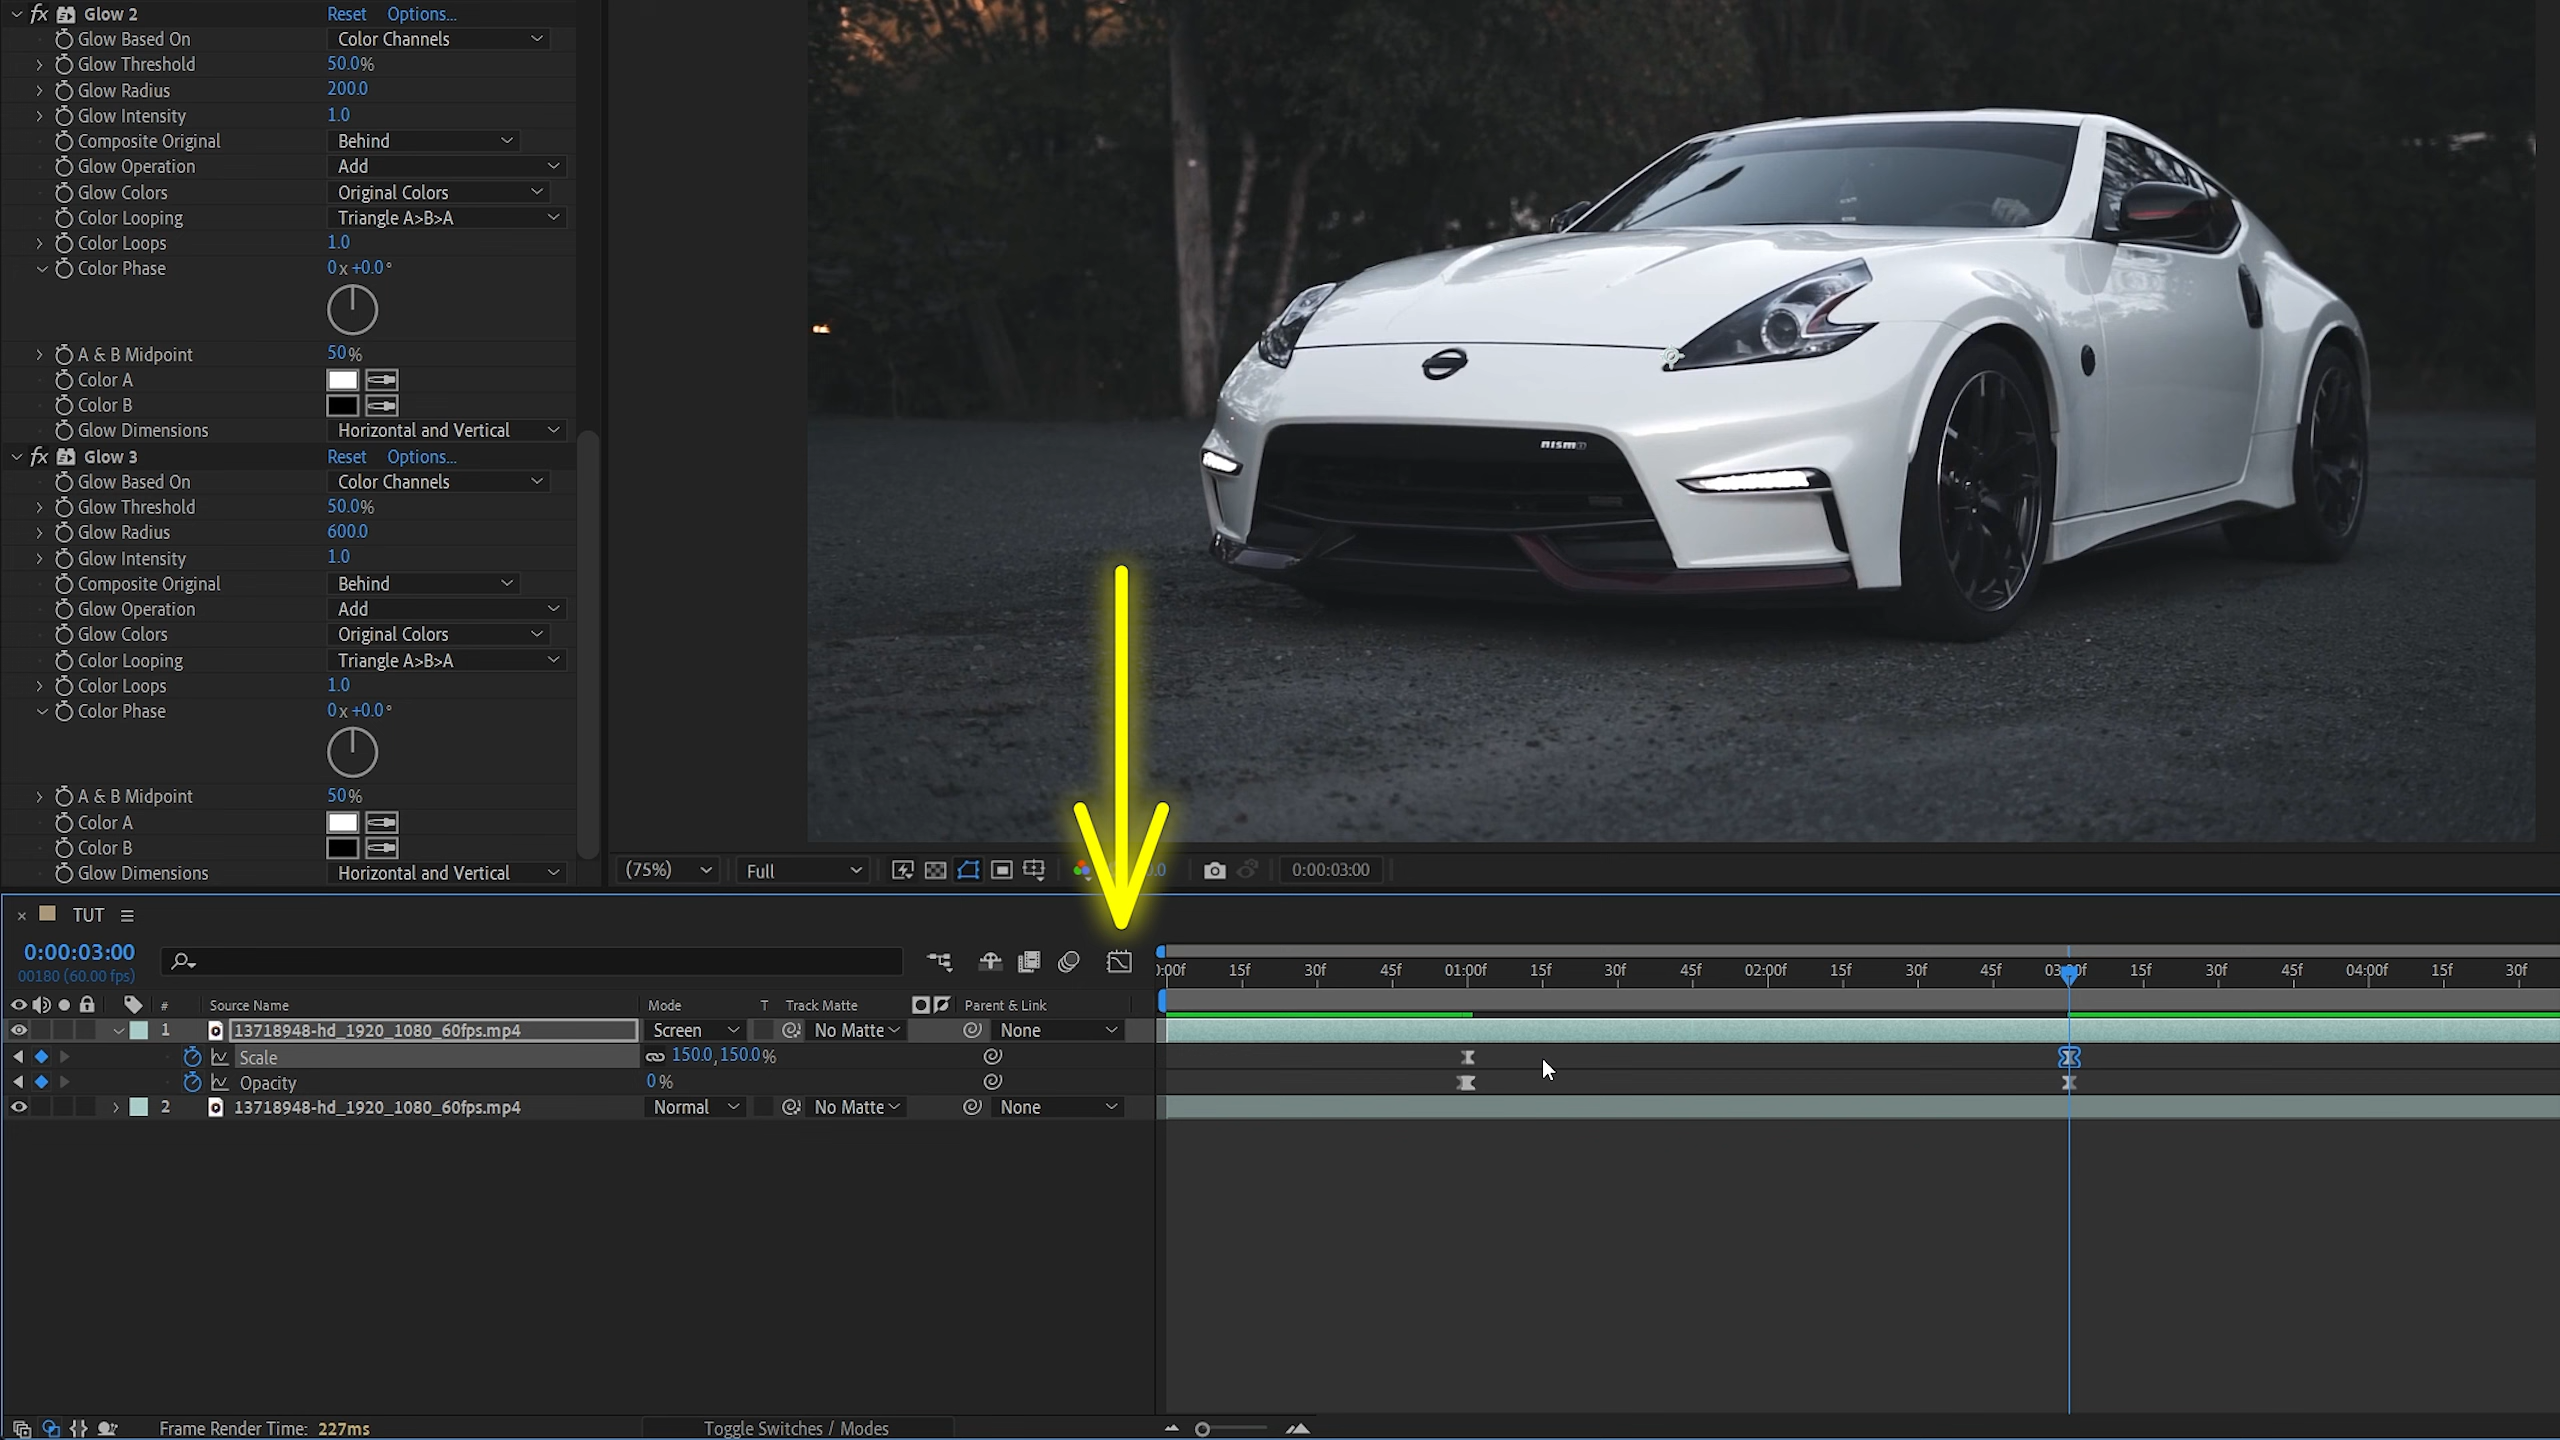 Glow 2 Reset Options...
Glow Based On Color Channels
Glow Threshold 50.0%
Glow Radius 200.0
Glow Intensity 1.0
Composite Original Behind
Glow Operation Add
Glow Colors Original Colors
Color Looping Triangle A>B>A
Color Loops 1.0
Color Phase 0x+0.0°
A & B Midpoint 50%
Color A
Color B
Glow Dimensions Horizontal and Vertical
Glow 3 Reset Options...
Glow Based On Color Channels
Glow Threshold 50.0%
Glow Radius 600.0
Glow Intensity 1.0
Composite Original Behind
Glow Operation Add
Glow Colors Original Colors
Color Looping Triangle A>B>A
Color Loops 1.0
Color Phase 0x+0.0°
A & B Midpoint 50%
Color A
Color B
Glow Dimensions Horizontal and Vertical
nismo
(75%) Full 0:00:03:00
TUT
0:00:03:00
00180 (60.00 fps)
15f 30f 45f 01:00f 15f 30f 45f 02:00f 15f 30f 45f 15f 30f 45f 04:00f 15f 30f
# Source Name Mode T Track Matte Parent & Link
1 13718948-hd_1920_1080_60fps.mp4 Screen No Matte None
Scale 150.0,150.0%
Opacity 0%
2 13718948-hd_1920_1080_60fps.mp4 Normal No Matte None
Frame Render Time: 227ms Toggle Switches / Modes